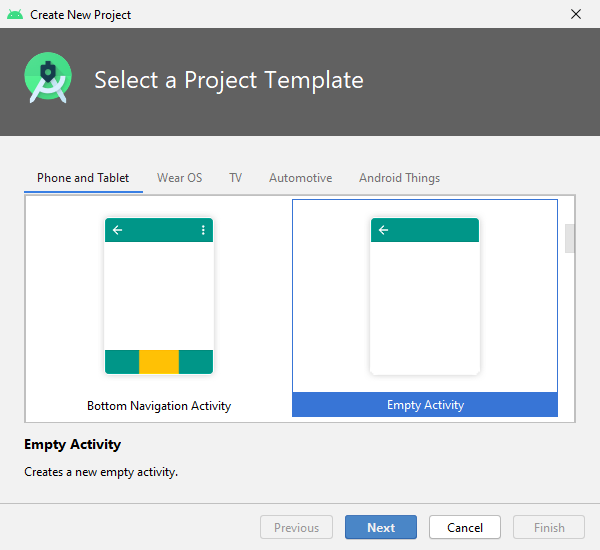 Create New Project
Select a Project Template
Phone and Tablet Wear OS TV Automotive Android Things
Bottom Navigation Activity Empty Activity
Empty Activity
Creates a new empty activity.
Previous Next Cancel Finish